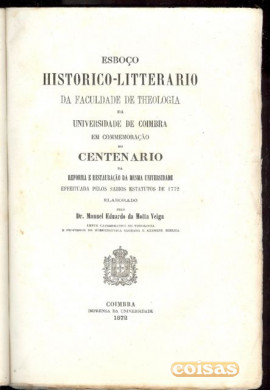 ESBOÇO
HISTORICO-LITTERARIO
DA FACULDADE DE THEOLOGIA
DA
UNIVERSIDADE DE COIMBRA
EM COMMEMORAÇÃO
DO
CENTENARIO
DA
REFORMA E RESTAURAÇÃO DA MESMA UNIVERSIDADE
EFFEITUADA PELOS SABIOS ESTATUTOS DE 1772
ELABORADO
PELO
Dr. Manuel Eduardo da Motta Veiga
COIMBRA
IMPRENSA DA UNIVERSIDADE
1872
coisas